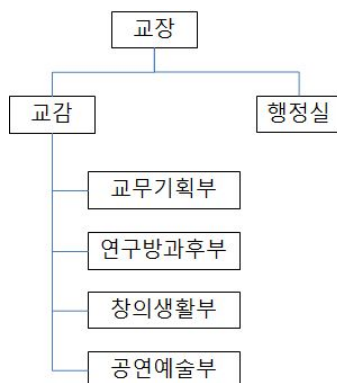 교장
교감
행정실
교무기획부
연구방과후부
창의생활부
공연예술부